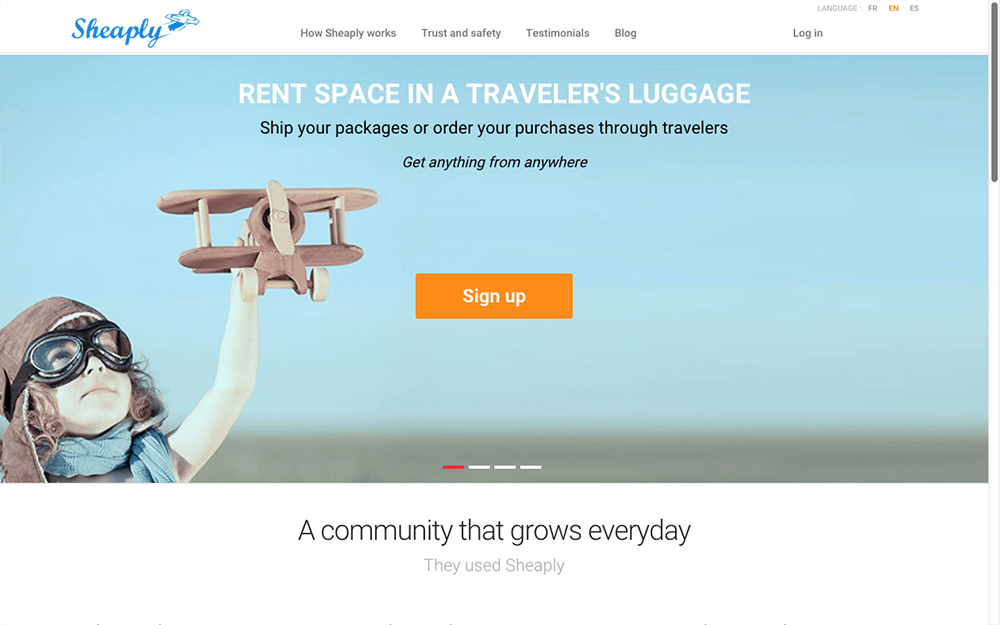 Sheaply
LANGUAGE : FR EN ES
How Sheaply works Trust and safety Testimonials Blog Log in
RENT SPACE IN A TRAVELER'S LUGGAGE
Ship your packages or order your purchases through travelers
Get anything from anywhere
Sign up
A community that grows everyday
They used Sheaply